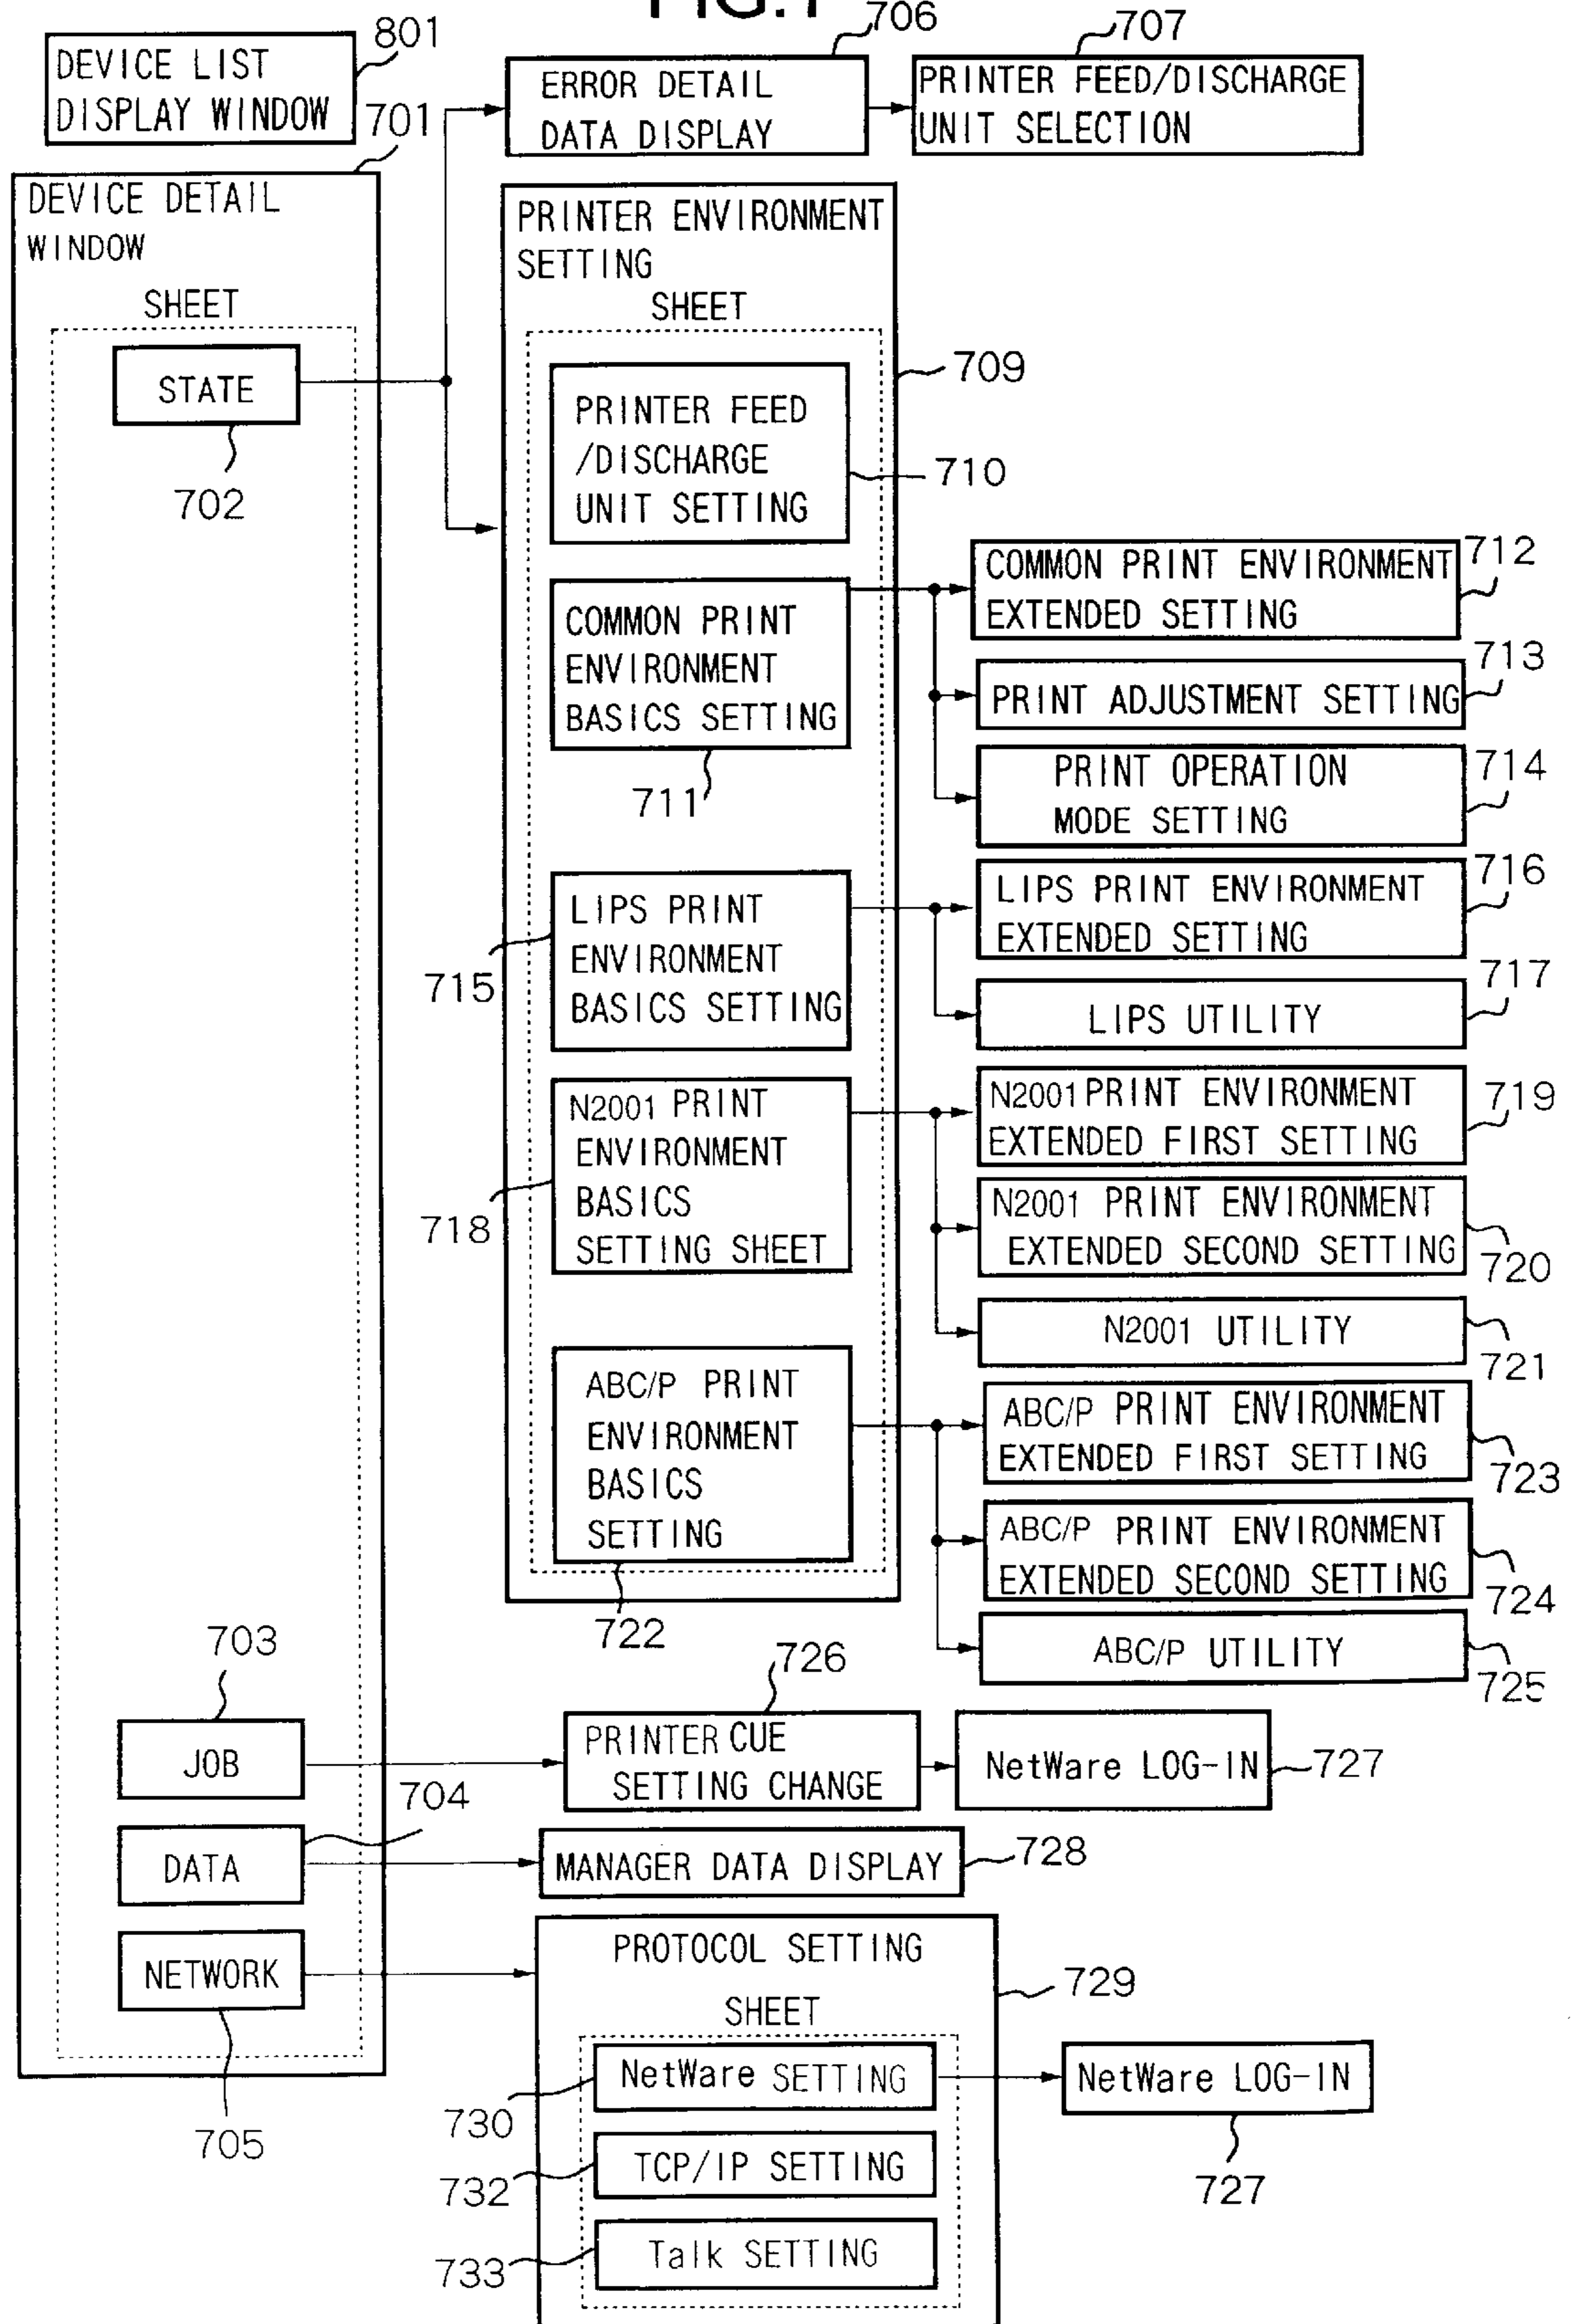 FIG. 7
801
DEVICE LIST
DISPLAY WINDOW
701
DEVICE DETAIL
WINDOW
SHEET
STATE
702
706
ERROR DETAIL
DATA DISPLAY
707
PRINTER FEED/DISCHARGE
UNIT SELECTION
PRINTER ENVIRONMENT
SETTING
SHEET
709
PRINTER FEED
/DISCHARGE
UNIT SETTING
710
COMMON PRINT
ENVIRONMENT
BASICS SETTING
711
COMMON PRINT ENVIRONMENT
EXTENDED SETTING
712
PRINT ADJUSTMENT SETTING
713
PRINT OPERATION
MODE SETTING
714
LIPS PRINT
ENVIRONMENT
BASICS SETTING
715
LIPS PRINT ENVIRONMENT
EXTENDED SETTING
716
LIPS UTILITY
717
N2001 PRINT
ENVIRONMENT
BASICS
SETTING SHEET
718
N2001 PRINT ENVIRONMENT
EXTENDED FIRST SETTING
719
N2001 PRINT ENVIRONMENT
EXTENDED SECOND SETTING
720
N2001 UTILITY
721
ABC/P PRINT
ENVIRONMENT
BASICS
SETTING
722
ABC/P PRINT ENVIRONMENT
EXTENDED FIRST SETTING
723
ABC/P PRINT ENVIRONMENT
EXTENDED SECOND SETTING
724
ABC/P UTILITY
725
703
JOB
726
PRINTER CUE
SETTING CHANGE
NetWare LOG-IN
727
704
DATA
MANAGER DATA DISPLAY
728
NETWORK
705
PROTOCOL SETTING
729
SHEET
NetWare SETTING
730
NetWare LOG-IN
727
TCP/IP SETTING
732
Talk SETTING
733